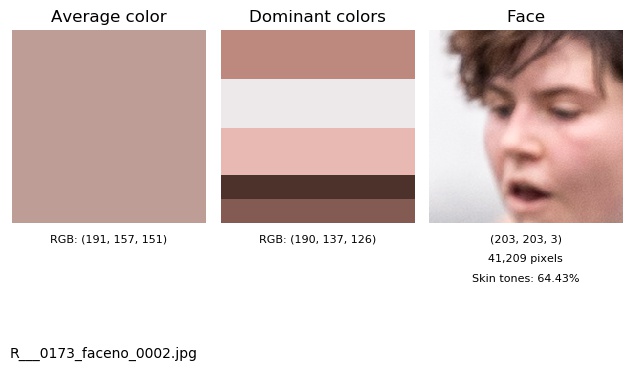 Average color
Dominant colors
Face
RGB: (191, 157, 151)
RGB: (190, 137, 126)
(203, 203, 3)
41,209 pixels
Skin tones: 64.43%
R___0173_faceno_0002.jpg